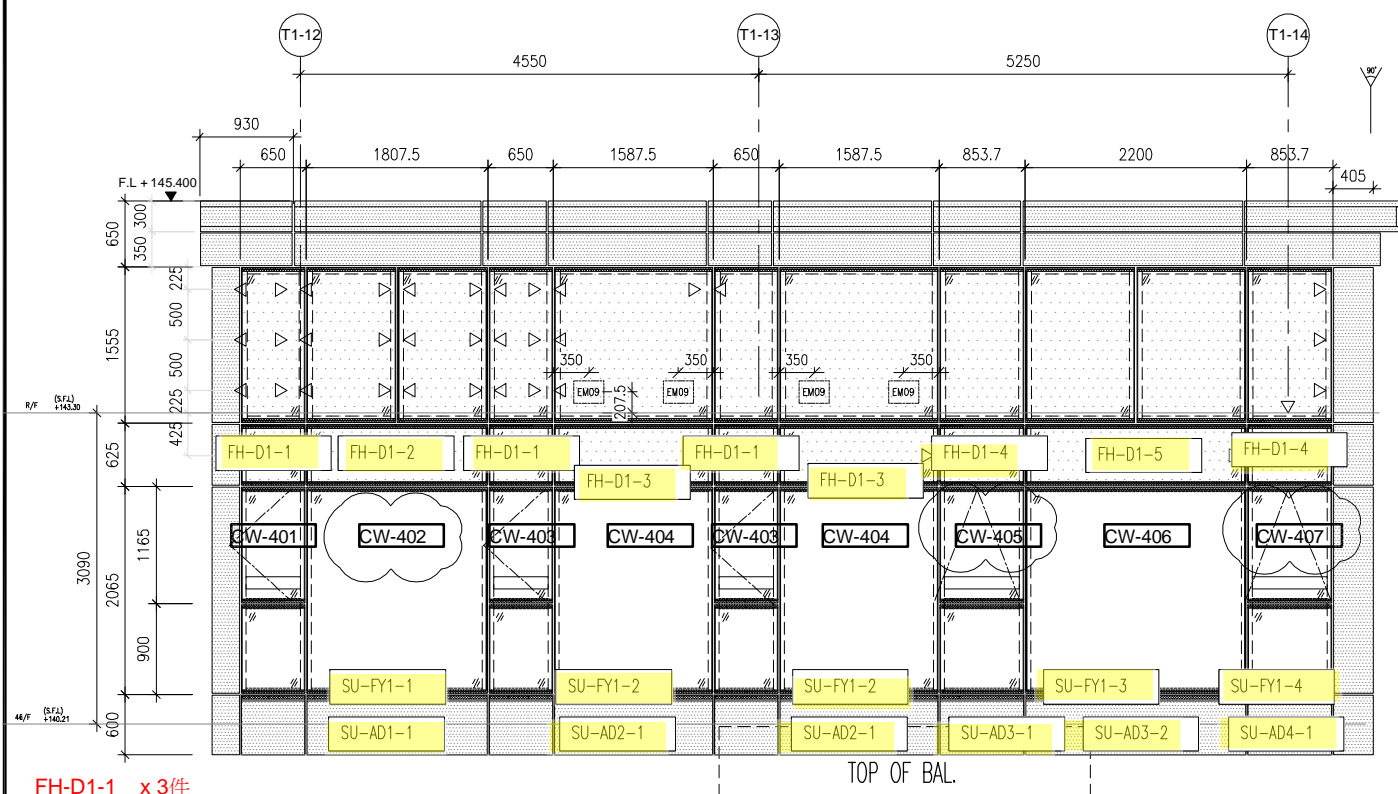 T1-12 T1-13 T1-14
4550 5250
90°
930
650 1807.5 650 1587.5 650 1587.5 853.7 2200 853.7
405
F.L + 145.400
650 300 350
225 500 500 225 425
1555
350 350 350 350
EM09 EM09 EM09 EM09
207.5
R/F (S.F.L) +143.30
625
FH-D1-1 FH-D1-2 FH-D1-1 FH-D1-1 FH-D1-4 FH-D1-5 FH-D1-4
FH-D1-3 FH-D1-3
CW-401 CW-402 CW-403 CW-404 CW-403 CW-404 CW-405 CW-406 CW-407
3090 2065 1165 900
SU-FY1-1 SU-FY1-2 SU-FY1-2 SU-FY1-3 SU-FY1-4
46/F (S.F.L) +140.21
600
SU-AD1-1 SU-AD2-1 SU-AD2-1 SU-AD3-1 SU-AD3-2 SU-AD4-1
TOP OF BAL.
FH-D1-1 x 3件